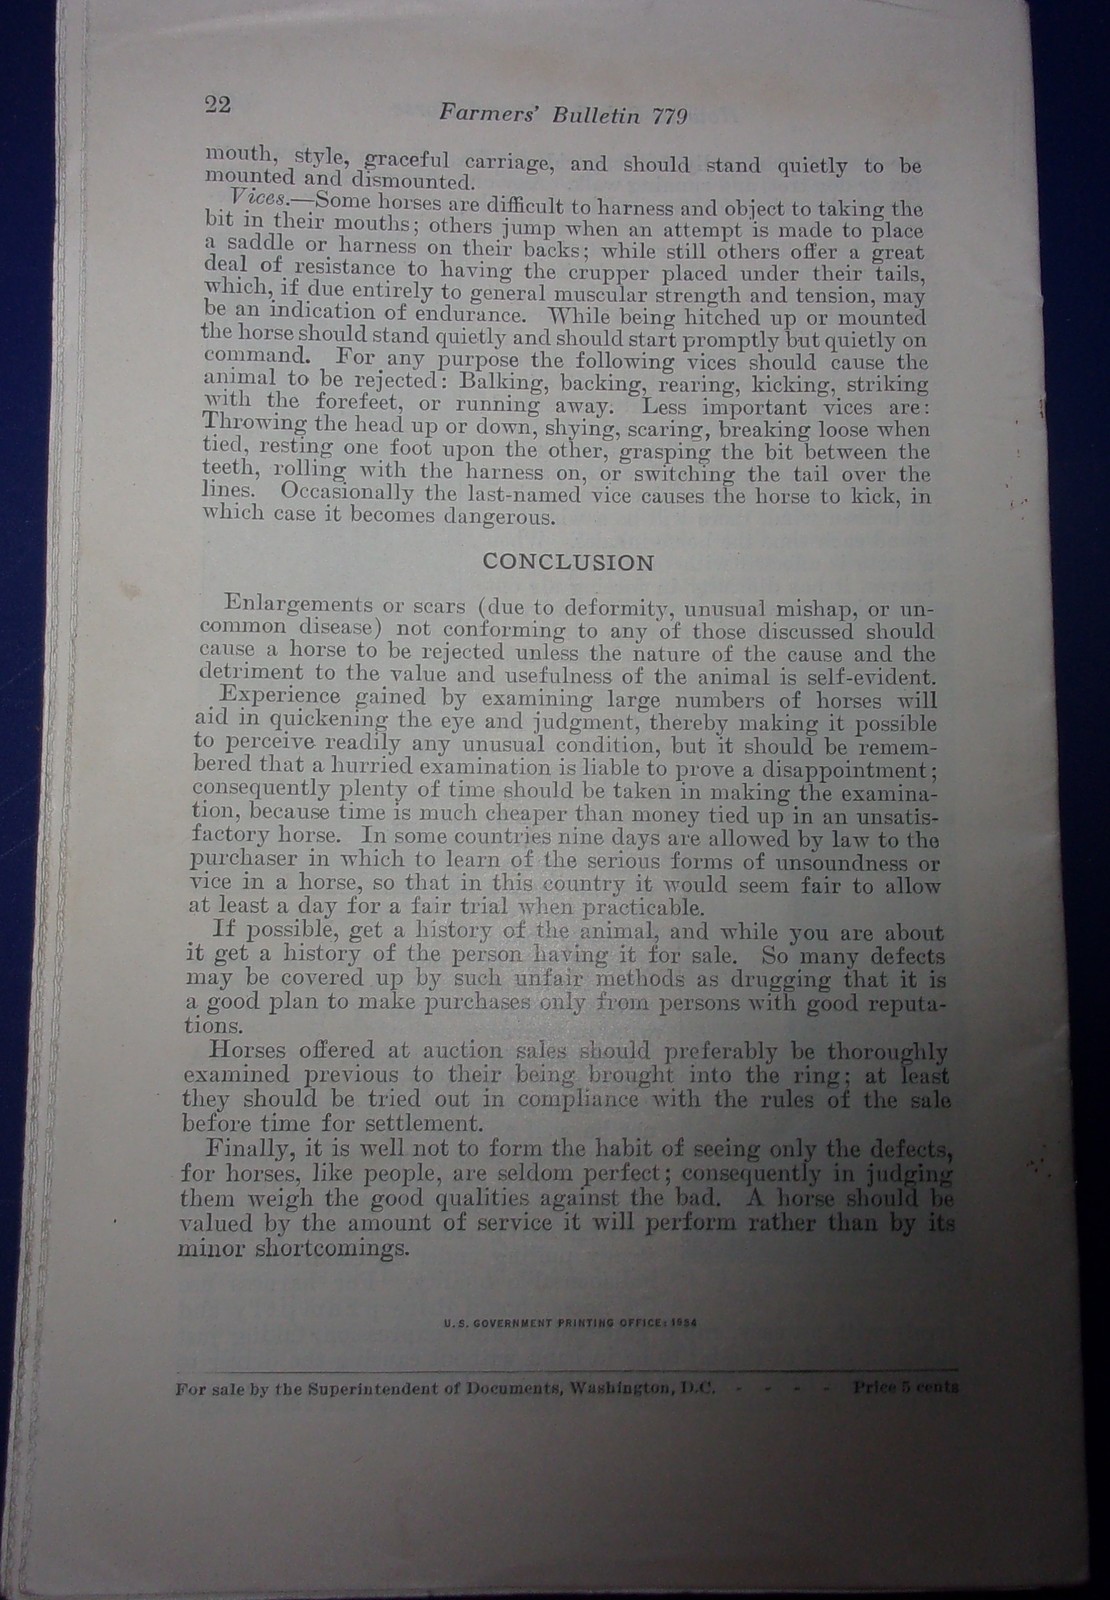 22
Farmers' Bulletin 779
mouth, style, graceful carriage, and should stand quietly to be
mounted and dismounted.
Vices.—Some horses are difficult to harness and object to taking the
bit in their mouths; others jump when an attempt is made to place
a saddle or harness on their backs; while still others offer a great
deal of resistance to having the crupper placed under their tails,
which, if due entirely to general muscular strength and tension, may
be an indication of endurance. While being hitched up or mounted
the horse should stand quietly and should start promptly but quietly on
command. For any purpose the following vices should cause the
animal to be rejected: Balking, backing, rearing, kicking, striking
with the forefeet, or running away. Less important vices are:
Throwing the head up or down, shying, scaring, breaking loose when
tied, resting one foot upon the other, grasping the bit between the
teeth, rolling with the harness on, or switching the tail over the
lines. Occasionally the last-named vice causes the horse to kick, in
which case it becomes dangerous.
CONCLUSION
Enlargements or scars (due to deformity, unusual mishap, or un-
common disease) not conforming to any of those discussed should
cause a horse to be rejected unless the nature of the cause and the
detriment to the value and usefulness of the animal is self-evident.
Experience gained by examining large numbers of horses will
aid in quickening the eye and judgment, thereby making it possible
to perceive readily any unusual condition, but it should be remem-
bered that a hurried examination is liable to prove a disappointment;
consequently plenty of time should be taken in making the examina-
tion, because time is much cheaper than money tied up in an unsatis-
factory horse. In some countries nine days are allowed by law to the
purchaser in which to learn of the serious forms of unsoundness or
vice in a horse, so that in this country it would seem fair to allow
at least a day for a fair trial when practicable.
If possible, get a history of the animal, and while you are about
it get a history of the person having it for sale. So many defects
may be covered up by such unfair methods as drugging that it is
a good plan to make purchases only from persons with good reputa-
tions.
Horses offered at auction sales should preferably be thoroughly
examined previous to their being brought into the ring; at least
they should be tried out in compliance with the rules of the sale
before time for settlement.
Finally, it is well not to form the habit of seeing only the defects,
for horses, like people, are seldom perfect; consequently in judging
them weigh the good qualities against the bad. A horse should be
valued by the amount of service it will perform rather than by its
minor shortcomings.
U.S. GOVERNMENT PRINTING OFFICE: 1934
For sale by the Superintendent of Documents, Washington, D.C. - - - - Price 5 cents